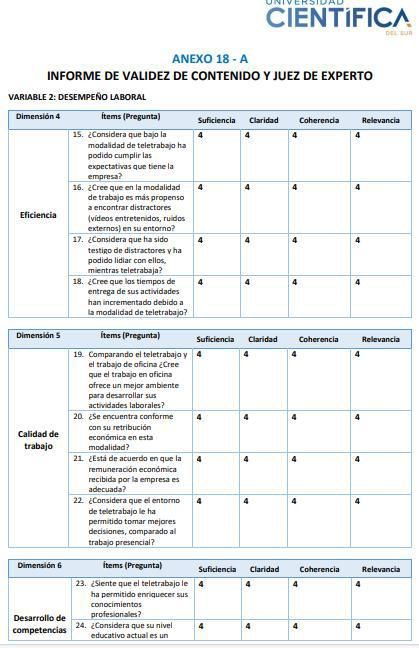 UNIVERSIDAD
CIENTÍFICA
DEL SUR
ANEXO 18 - A
INFORME DE VALIDEZ DE CONTENIDO Y JUEZ DE EXPERTO
VARIABLE 2: DESEMPEÑO LABORAL
Dimensión 4 Ítems (Pregunta) Suficiencia Claridad Coherencia Relevancia
Eficiencia
15. ¿Considera que bajo la 4 4 4 4
modalidad de teletrabajo ha
podido cumplir las
expectativas que tiene la
empresa?
16. ¿Cree que en la modalidad 4 4 4 4
de trabajo es más propenso
a encontrar distractores
(vídeos entretenidos, ruidos
externos) en su entorno?
17. ¿Considera que ha sido 4 4 4 4
testigo de distractores y ha
podido lidiar con ellos,
mientras teletrabaja?
18. ¿Cree que los tiempos de 4 4 4 4
entrega de sus actividades
han incrementado debido a
la modalidad de teletrabajo?
Dimensión 5 Ítems (Pregunta) Suficiencia Claridad Coherencia Relevancia
Calidad de
trabajo
19. Comparando el teletrabajo y 4 4 4 4
el trabajo de oficina ¿Cree
que el trabajo en oficina
ofrece un mejor ambiente
para desarrollar sus
actividades laborales?
20. ¿Se encuentra conforme 4 4 4 4
con su retribución
económica en esta
modalidad?
21. ¿Está de acuerdo en que la 4 4 4 4
remuneración económica
recibida por la empresa es
adecuada?
22. ¿Considera que el entorno 4 4 4 4
de teletrabajo le ha
permitido tomar mejores
decisiones, comparado al
trabajo presencial?
Dimensión 6 Ítems (Pregunta) Suficiencia Claridad Coherencia Relevancia
Desarrollo de
competencias
23. ¿Siente que el teletrabajo le 4 4 4 4
ha permitido enriquecer sus
conocimientos
profesionales?
24. ¿Considera que su nivel 4 4 4 4
educativo actual es un